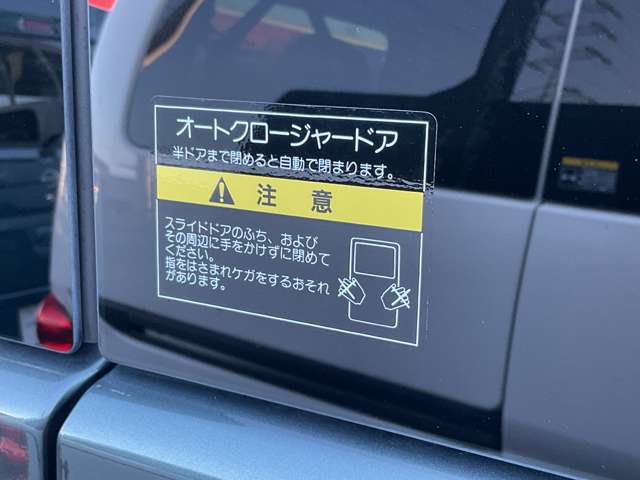 オートクロージャードア
半ドアまで閉めると自動で閉まります。
注意
スライドドアのふち、および
その周辺に手をかけずに閉めて
ください。
指をはさまれケガをするおそれ
があります。